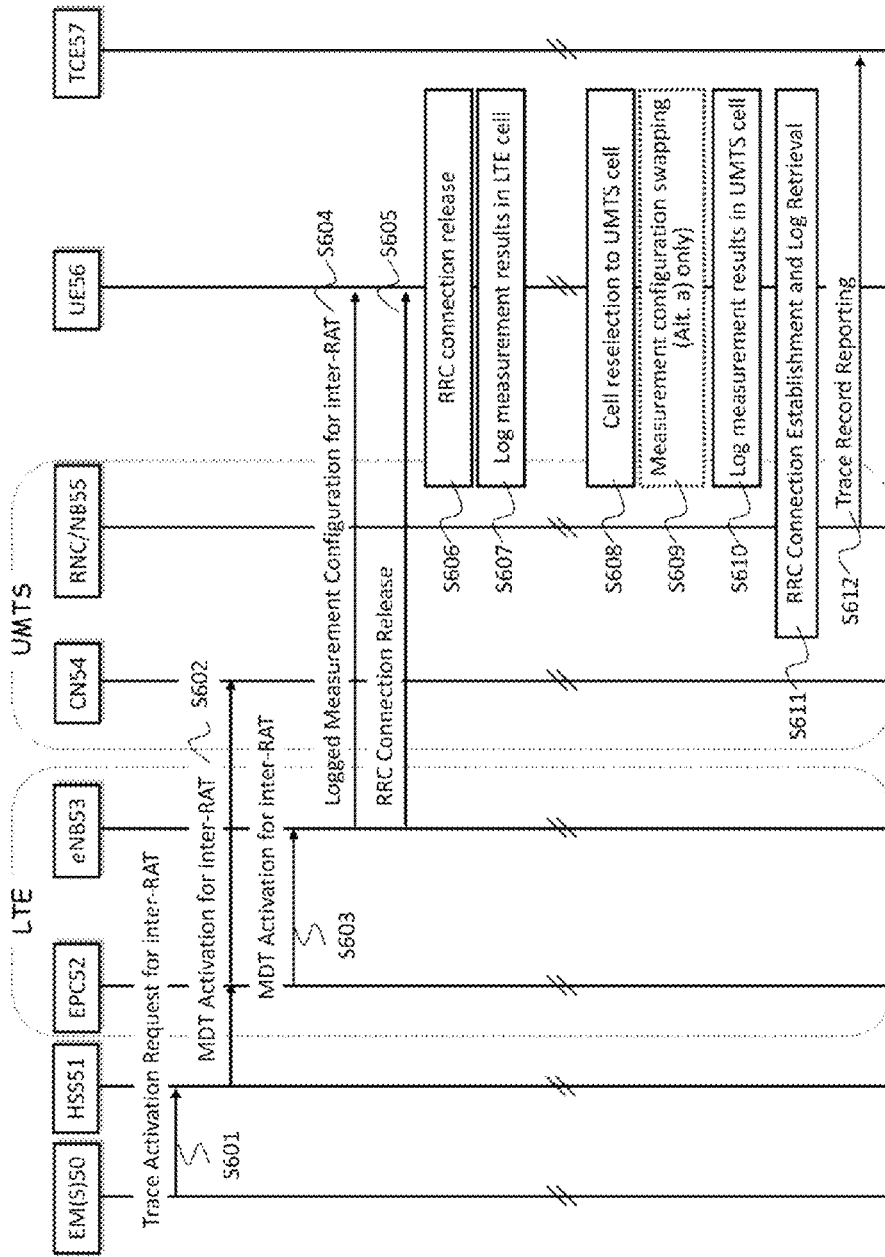 LTE
UMTS
EM(S)50
HSS51
EPC52
eNB53
CN54
RNC/NB55
UE56
TCE57
Trace Activation Request for inter-RAT
S601
MDT Activation for inter-RAT
S602
MDT Activation for inter-RAT
S603
Logged Measurement Configuration for inter-RAT
S604
RRC Connection Release
S605
RRC connection release
S606
Log measurement results in LTE cell
S607
Cell reselection to UMTS cell
S608
Measurement configuration swapping
(Alt. a) only)
S609
Log measurement results in UMTS cell
S610
RRC Connection Establishment and Log Retrieval
S611
Trace Record Reporting
S612